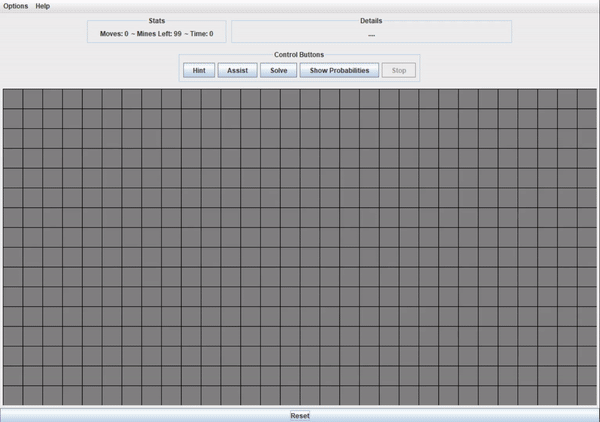 Options Help
Stats
Moves: 0 ~ Mines Left: 99 ~ Time: 0
Details
....
Control Buttons
Hint Assist Solve Show Probabilities Stop
Reset